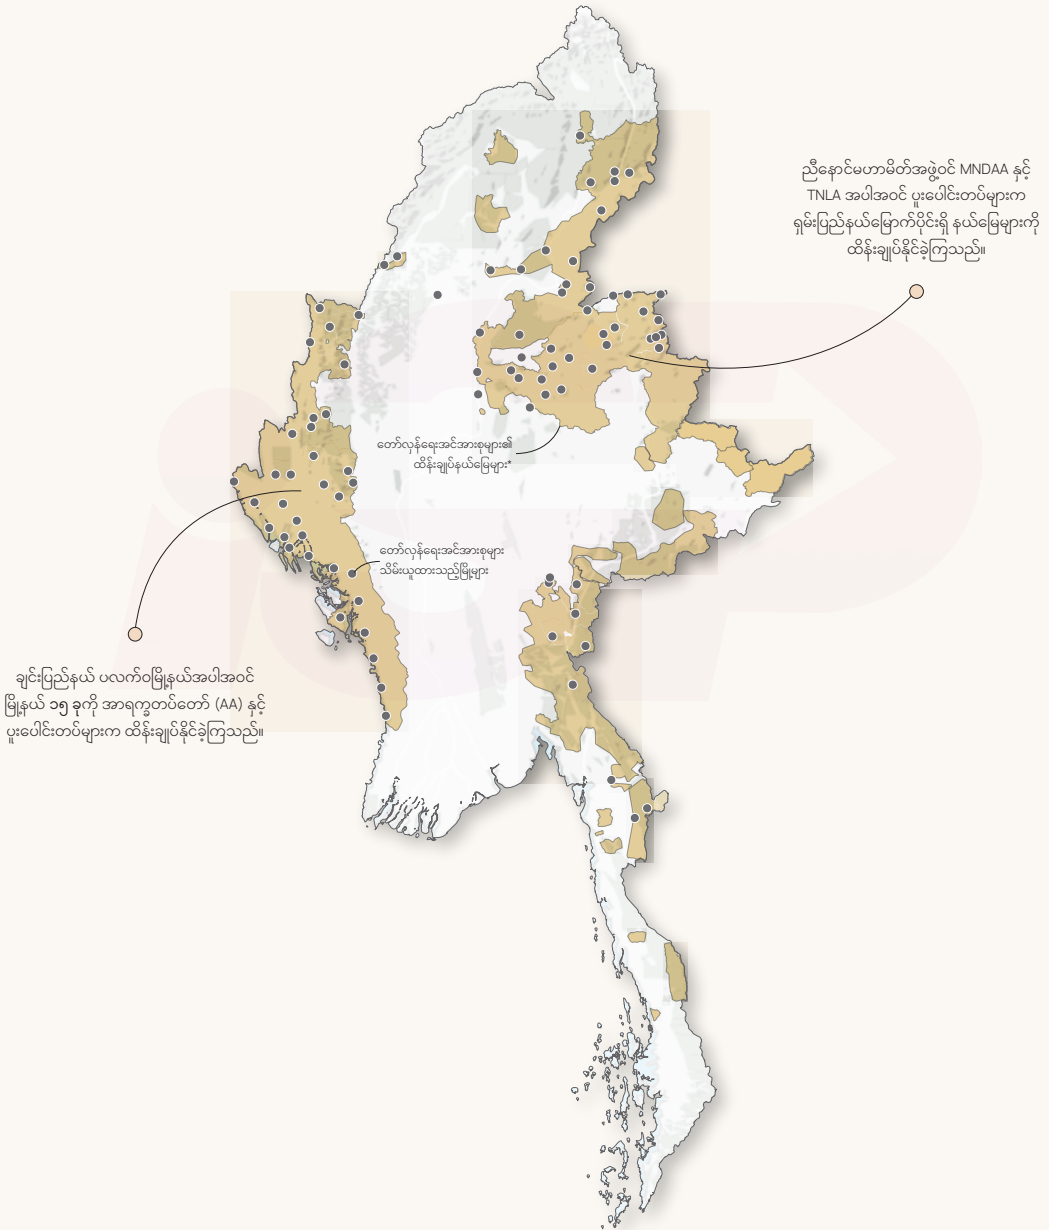 ညီနောင်မဟာမိတ်အဖွဲ့ဝင် MNDAA နှင့်
TNLA အပါအဝင် ပူးပေါင်းတပ်များက
ရှမ်းပြည်နယ်မြောက်ပိုင်းရှိ နယ်မြေများကို
ထိန်းချုပ်နိုင်ခဲ့ကြသည်။
တော်လှန်ရေးအင်အားစုများ၏
ထိန်းချုပ်နယ်မြေများ*
တော်လှန်ရေးအင်အားစုများ
သိမ်းယူထားသည့်မြို့များ
ချင်းပြည်နယ် ပလက်ဝမြို့နယ်အပါအဝင်
မြို့နယ် ၁၅ ခုကို အာရက္ခတပ်တော် (AA) နှင့်
ပူးပေါင်းတပ်များက ထိန်းချုပ်နိုင်ခဲ့ကြသည်။